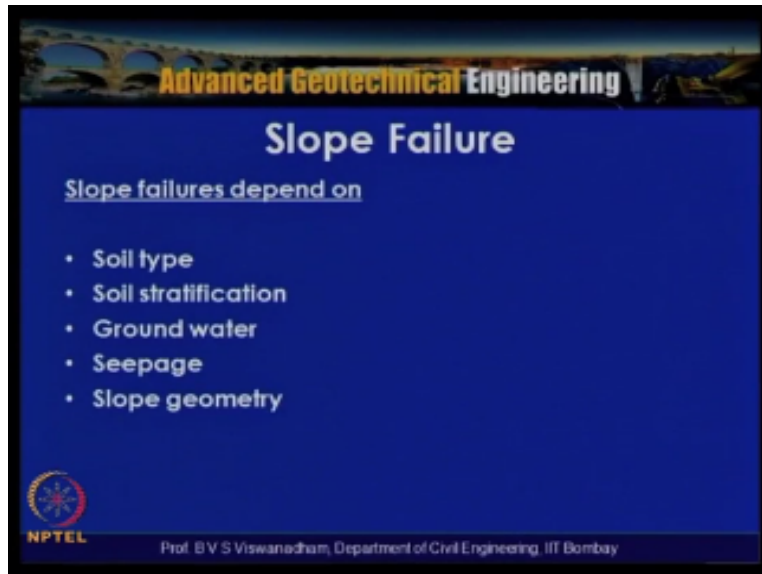 Advanced Geotechnical Engineering
Slope Failure
Slope failures depend on
• Soil type
• Soil stratification
• Ground water
• Seepage
• Slope geometry
NPTEL
Prof. B V S Viswanadham, Department of Civil Engineering, IIT Bombay